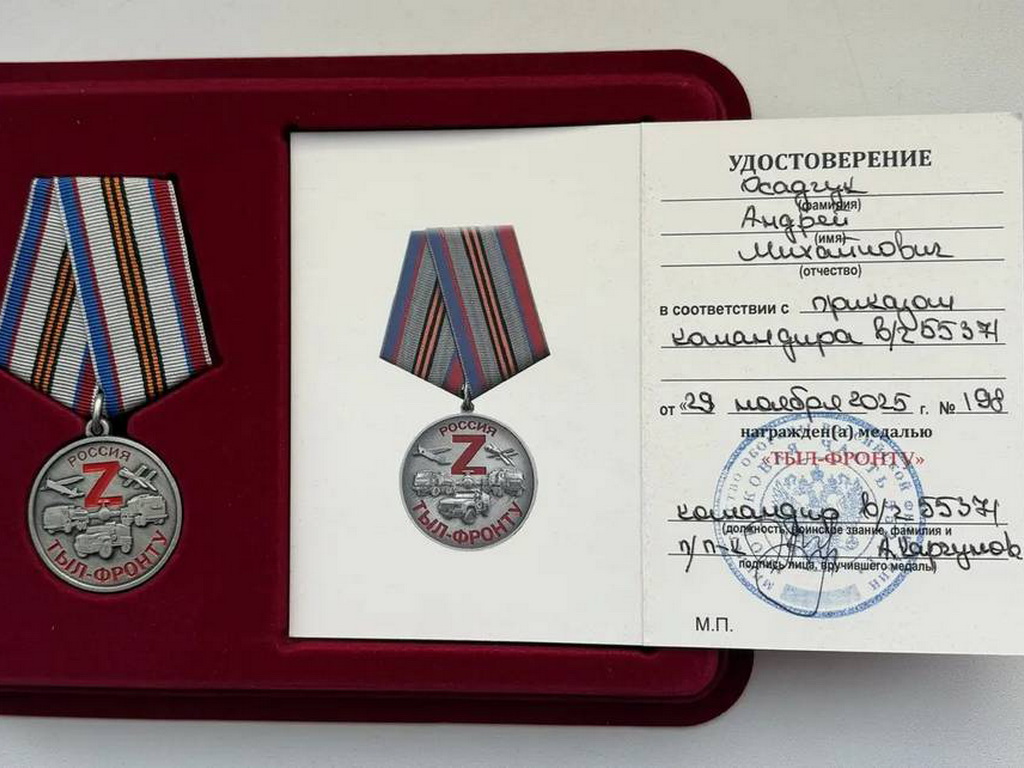 РОССИЯ
Z
ТЫЛ-ФРОНТУ
РОССИЯ
Z
ТЫЛ-ФРОНТУ
УДОСТОВЕРЕНИЕ
Осадчук
(фамилия)
Андрей
(имя)
Михайлович
(отчество)
в соответствии с приказом
командира в/ч 55371
от «29 ноября 2025 г. № 198
награжден(а) медалью
«ТЫЛ-ФРОНТУ»
командир в/ч 55371
(должность, воинское звание, фамилия и
п/п-к
подпись лица, вручившего медаль)
М.П.